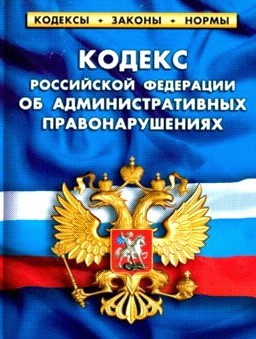 КОДЕКСЫ • ЗАКОНЫ • НОРМЫ
КОДЕКС
РОССИЙСКОЙ ФЕДЕРАЦИИ
ОБ АДМИНИСТРАТИВНЫХ
ПРАВОНАРУШЕНИЯХ